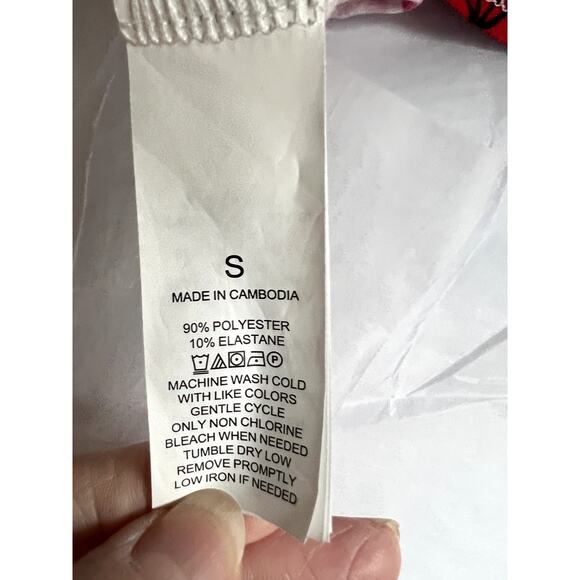 S
MADE IN CAMBODIA
90% POLYESTER
10% ELASTANE
P
MACHINE WASH COLD
WITH LIKE COLORS
GENTLE CYCLE
ONLY NON CHLORINE
BLEACH WHEN NEEDED
TUMBLE DRY LOW
REMOVE PROMPTLY
LOW IRON IF NEEDED